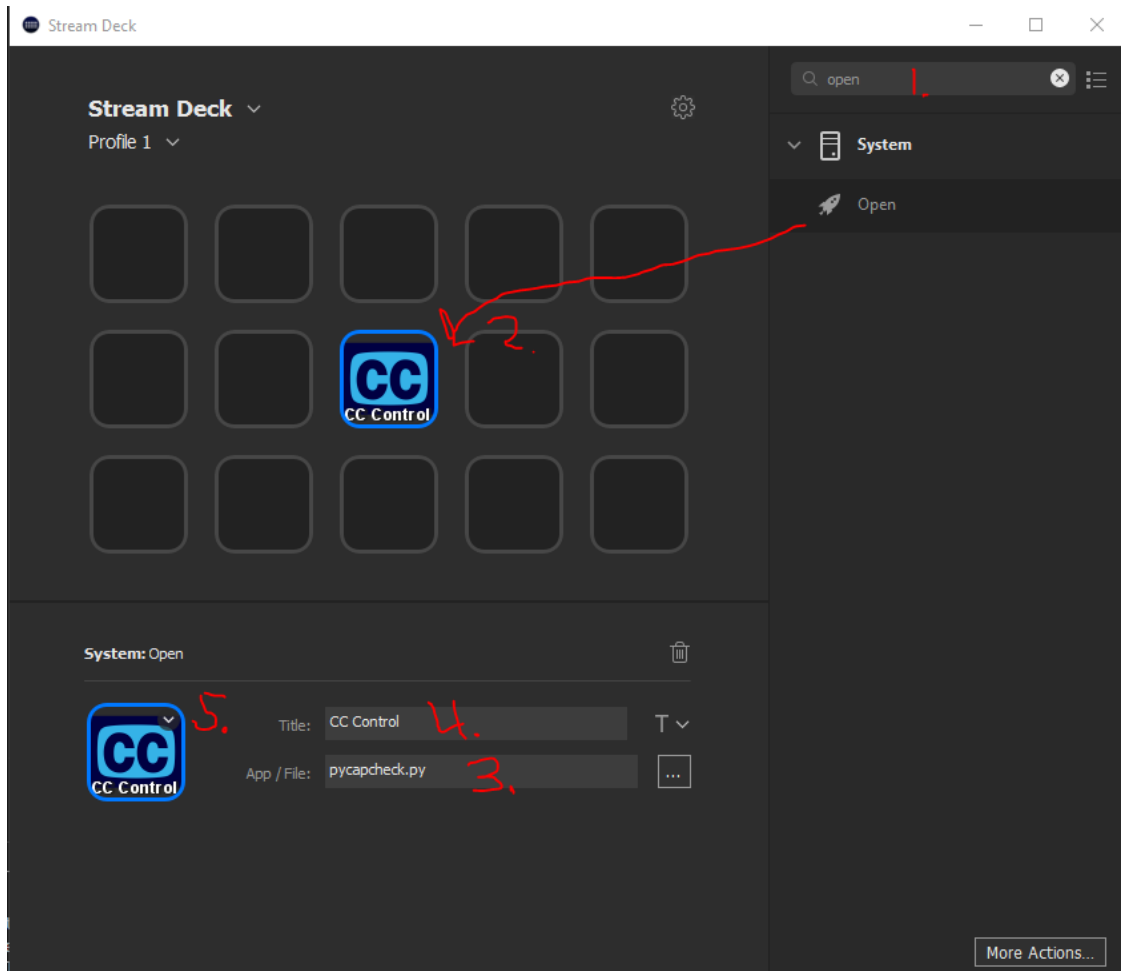 Stream Deck
open
1.
Stream Deck
Profile 1
System
Open
2.
CC
CC Control
System: Open
5.
CC
CC Control
Title:
CC Control
4.
T
App / File:
pycapcheck.py
3.
...
More Actions...